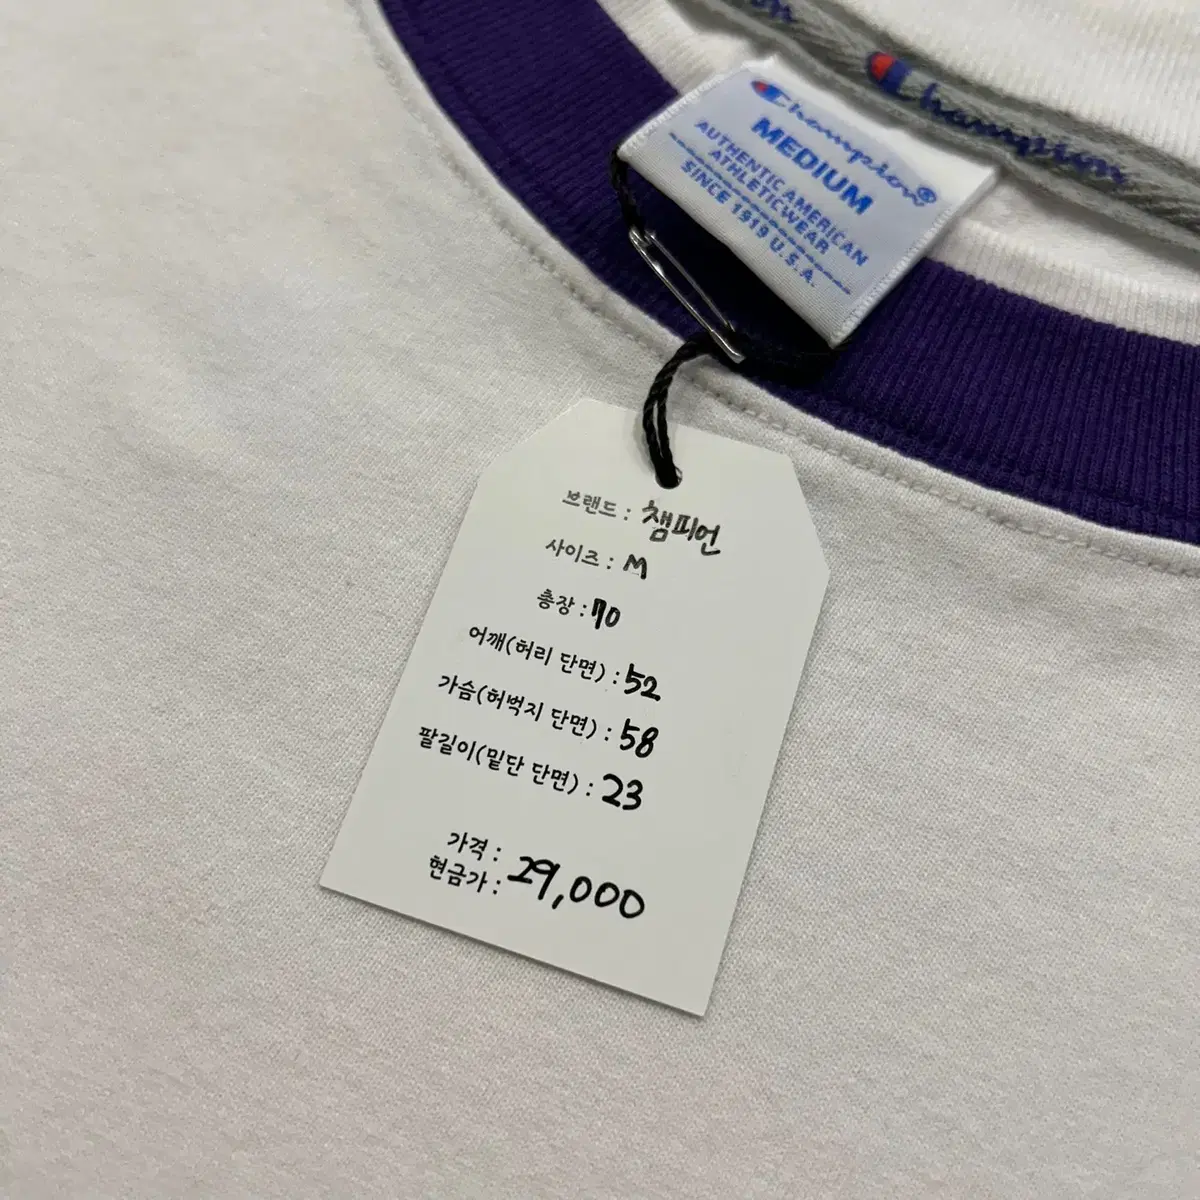 Champion
Champion®
MEDIUM
AUTHENTIC AMERICAN
ATHLETICWEAR
SINCE 1919 U.S.A.
브랜드 : 챔피언
사이즈 : M
총장 : 70
어깨(허리 단면) : 52
가슴(허벅지 단면) : 58
팔길이(밑단 단면) : 23
가격 :
현금가 : 29,000